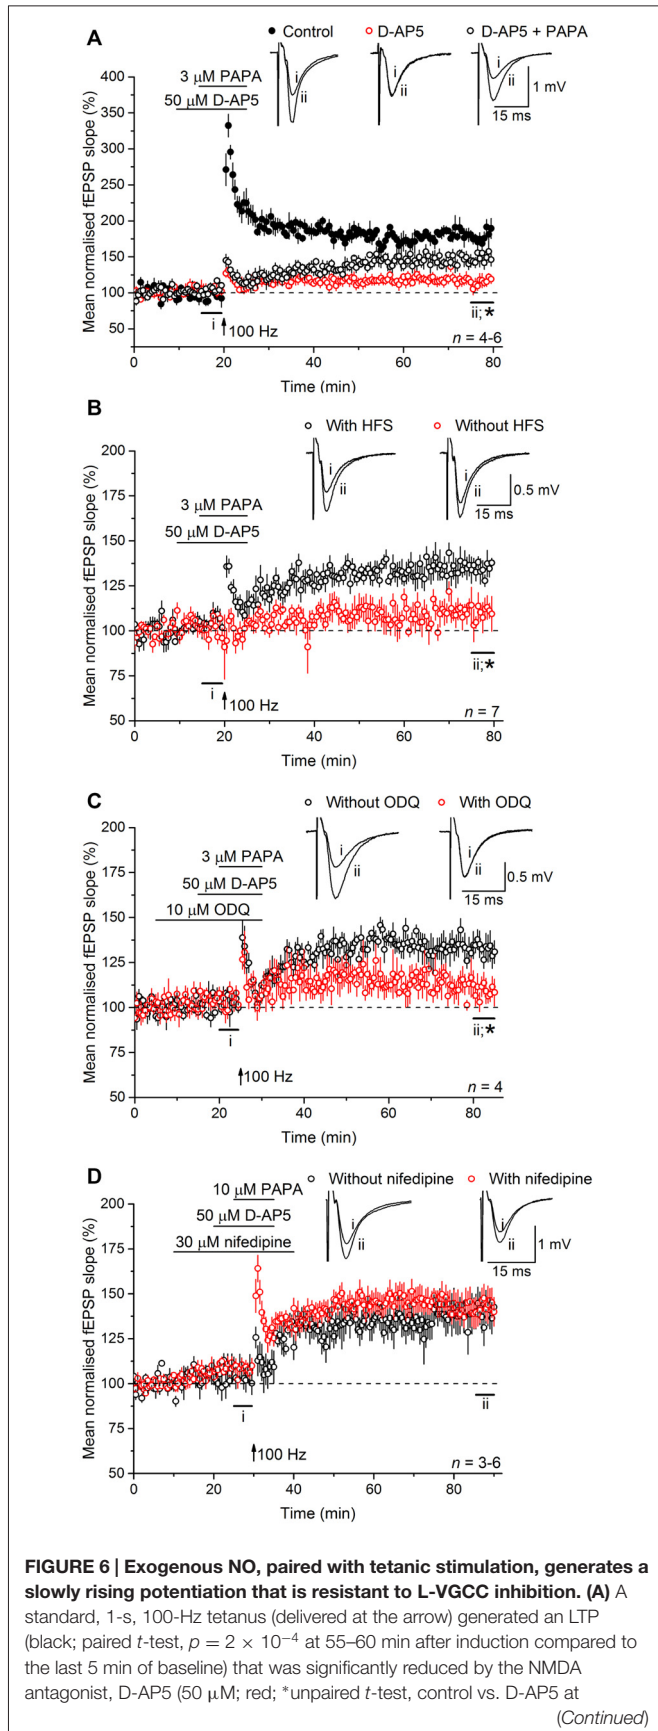 A
Control D-AP5 D-AP5 + PAPA
3 μM PAPA
50 μM D-AP5
i
ii
i
ii
1 mV
15 ms
Mean normalised fEPSP slope (%)
400
350
300
250
200
150
100
50
i
100 Hz
ii;*
n = 4-6
0 20 40 60 80
Time (min)
B
With HFS Without HFS
3 μM PAPA
50 μM D-AP5
i
ii
i
ii
0.5 mV
15 ms
Mean normalised fEPSP slope (%)
200
175
150
125
100
75
50
i
100 Hz
ii;*
n = 7
0 20 40 60 80
Time (min)
C
Without ODQ With ODQ
3 μM PAPA
50 μM D-AP5
10 μM ODQ
i
ii
i
ii
0.5 mV
15 ms
Mean normalised fEPSP slope (%)
200
175
150
125
100
75
50
i
100 Hz
ii;*
n = 4
0 20 40 60 80
Time (min)
D
Without nifedipine With nifedipine
10 μM PAPA
50 μM D-AP5
30 μM nifedipine
i
ii
i
ii
1 mV
15 ms
Mean normalised fEPSP slope (%)
200
175
150
125
100
75
50
i
100 Hz
ii
n = 3-6
0 20 40 60 80
Time (min)
FIGURE 6 | Exogenous NO, paired with tetanic stimulation, generates a
slowly rising potentiation that is resistant to L-VGCC inhibition. (A) A
standard, 1-s, 100-Hz tetanus (delivered at the arrow) generated an LTP
(black; paired t-test, p = 2 × 10⁻⁴ at 55–60 min after induction compared to
the last 5 min of baseline) that was significantly reduced by the NMDA
antagonist, D-AP5 (50 μM; red; *unpaired t-test, control vs. D-AP5 at
(Continued)